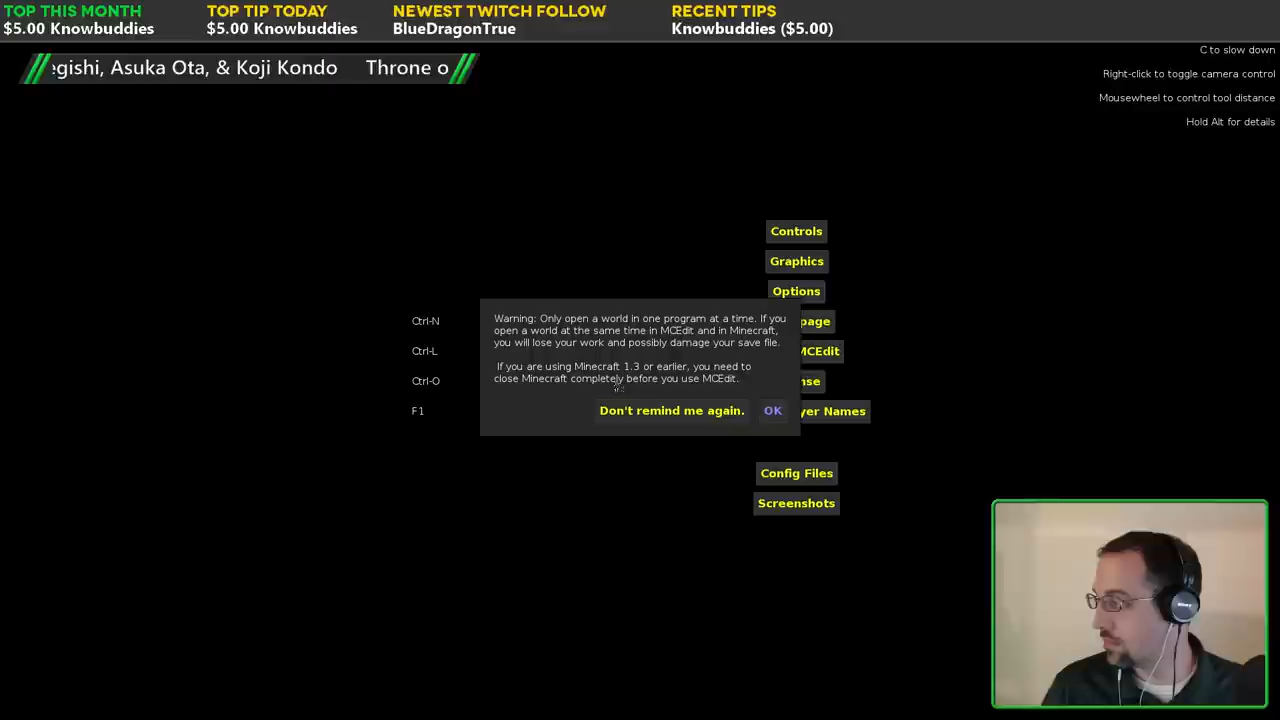 TOP THIS MONTH
$5.00 Knowbuddies
TOP TIP TODAY
$5.00 Knowbuddies
NEWEST TWITCH FOLLOW
BlueDragonTrue
RECENT TIPS
Knowbuddies ($5.00)
egishi, Asuka Ota, & Koji Kondo Throne o
C to slow down
Right-click to toggle camera control
Mousewheel to control tool distance
Hold Alt for details
Controls
Graphics
Options
page
MCEdit
nse
yer Names
Config Files
Screenshots
Ctrl-N
Ctrl-L
Ctrl-O
F1
Warning: Only open a world in one program at a time. If you
open a world at the same time in MCEdit and in Minecraft,
you will lose your work and possibly damage your save file.
If you are using Minecraft 1.3 or earlier, you need to
close Minecraft completely before you use MCEdit.
Don't remind me again.
OK
SONY